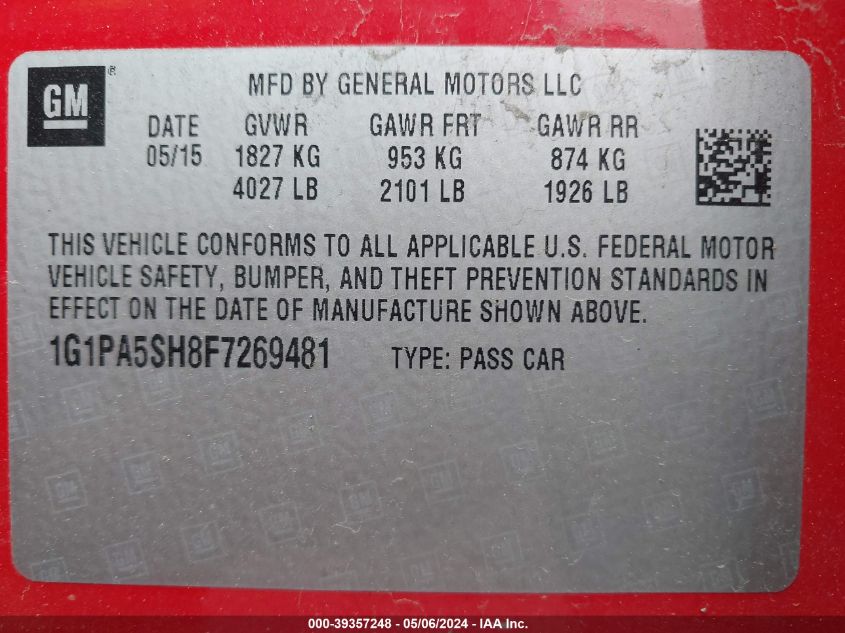 GM ®
MFD BY GENERAL MOTORS LLC
DATE GVWR GAWR FRT GAWR RR
05/15 1827 KG 953 KG 874 KG
4027 LB 2101 LB 1926 LB
THIS VEHICLE CONFORMS TO ALL APPLICABLE U.S. FEDERAL MOTOR
VEHICLE SAFETY, BUMPER, AND THEFT PREVENTION STANDARDS IN
EFFECT ON THE DATE OF MANUFACTURE SHOWN ABOVE.
1G1PA5SH8F7269481 TYPE: PASS CAR
000-39357248 - 05/06/2024 - IAA Inc.